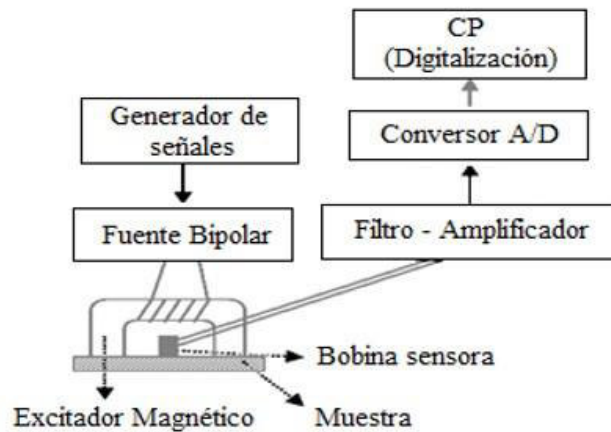 CP
(Digitalización)
Generador de
señales
Conversor A/D
Fuente Bipolar
Filtro - Amplificador
Bobina sensora
Excitador Magnético
Muestra